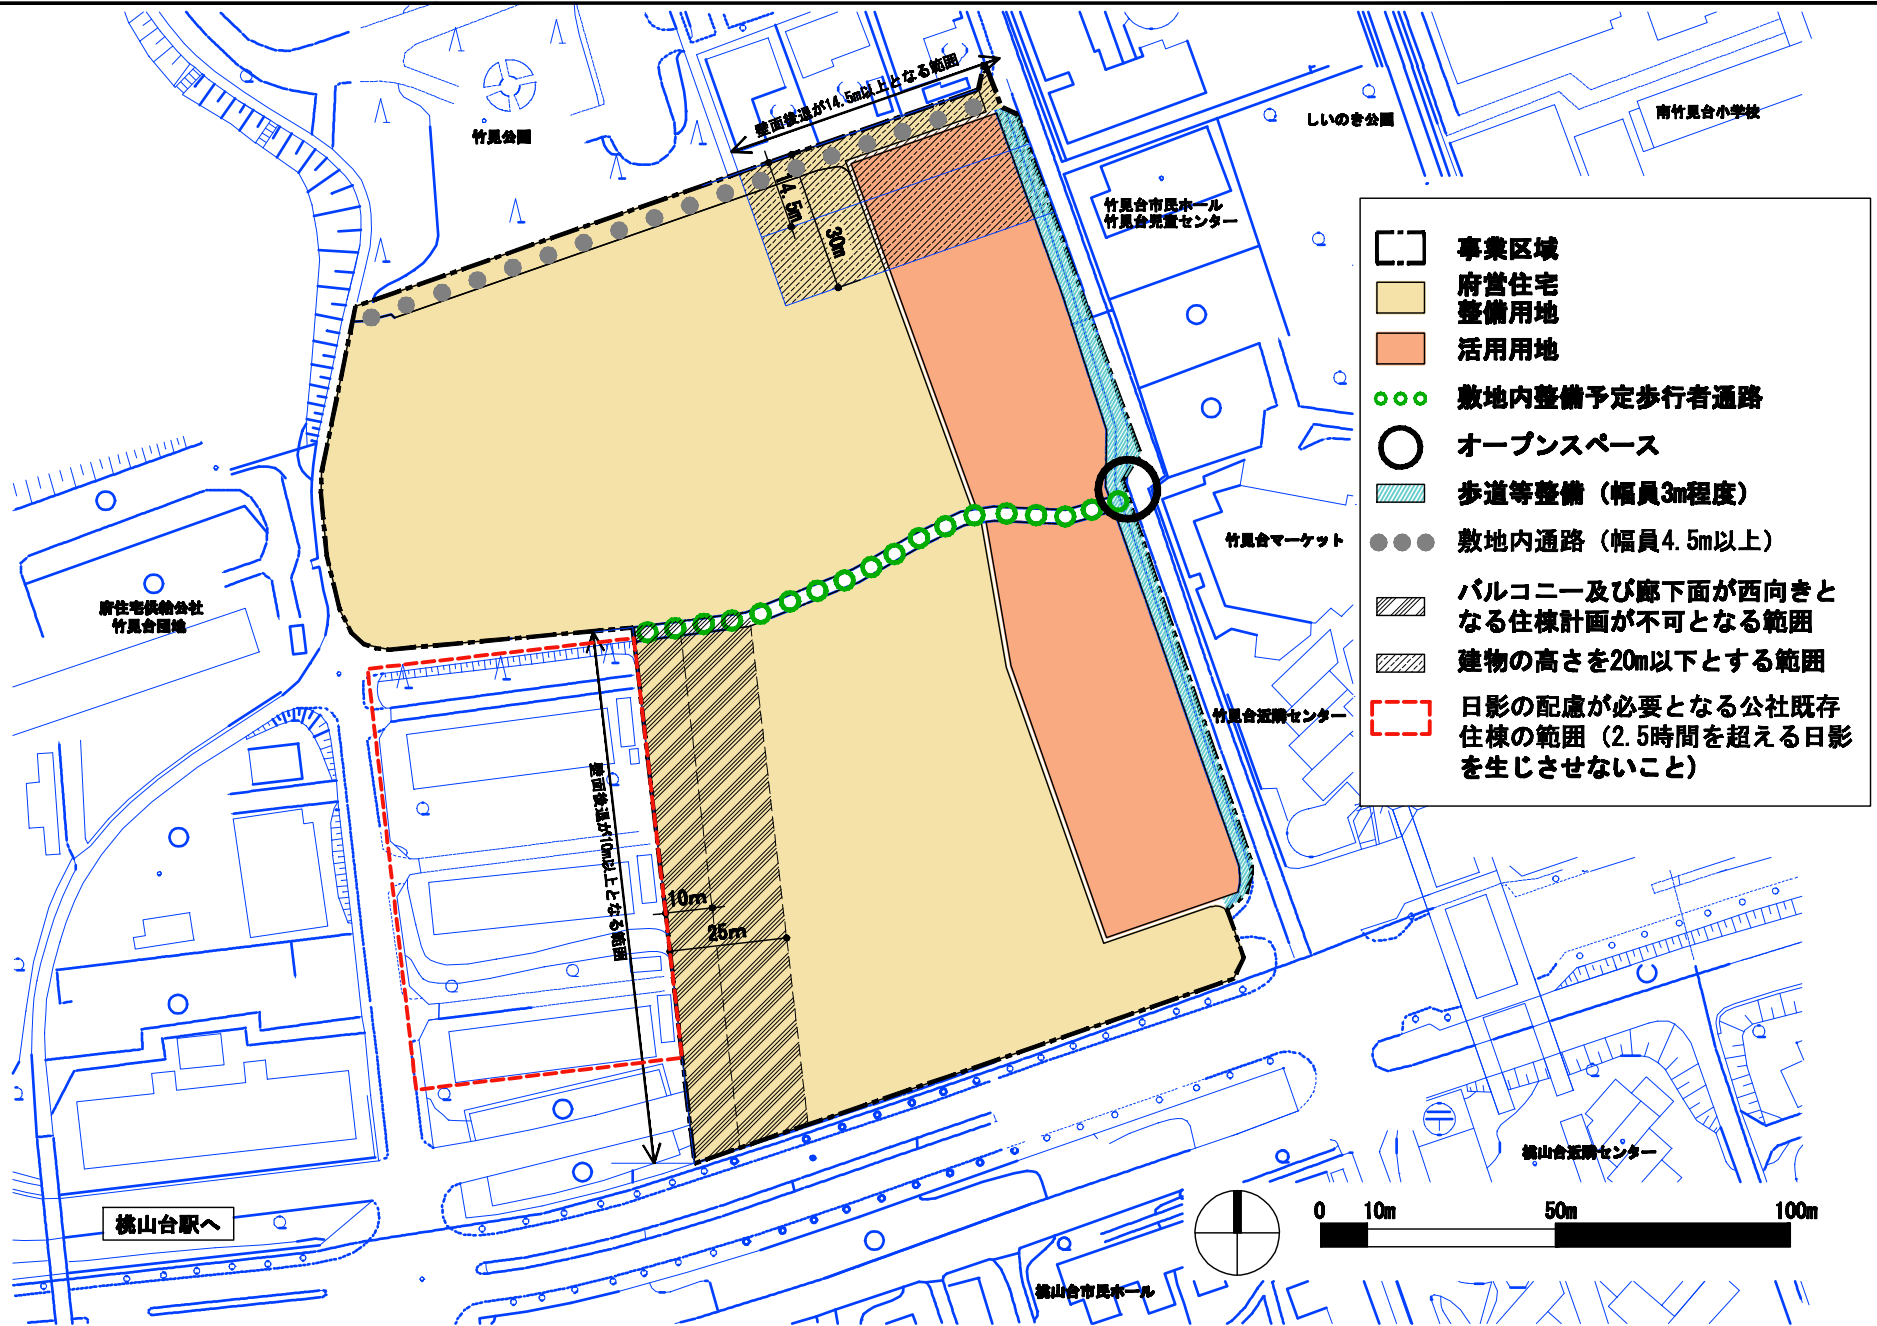 壁面後退が14.5m以上となる範囲
竹見公園
しいのき公園
南竹見台小学校
竹見台市民ホール
竹見台児童センター
14.5m
30m
事業区域
府営住宅
整備用地
活用用地
敷地内整備予定歩行者通路
オープンスペース
歩道等整備（幅員3m程度）
敷地内通路（幅員4.5m以上）
バルコニー及び廊下面が西向きと
なる住棟計画が不可となる範囲
建物の高さを20m以下とする範囲
日影の配慮が必要となる公社既存
住棟の範囲（2.5時間を超える日影
を生じさせないこと）
竹見台マーケット
府住宅供給公社
竹見台団地
竹見台近隣センター
壁面後退が10m以上となる範囲
10m
25m
桃山台近隣センター
桃山台駅へ
桃山台市民ホール
0 10m 50m 100m